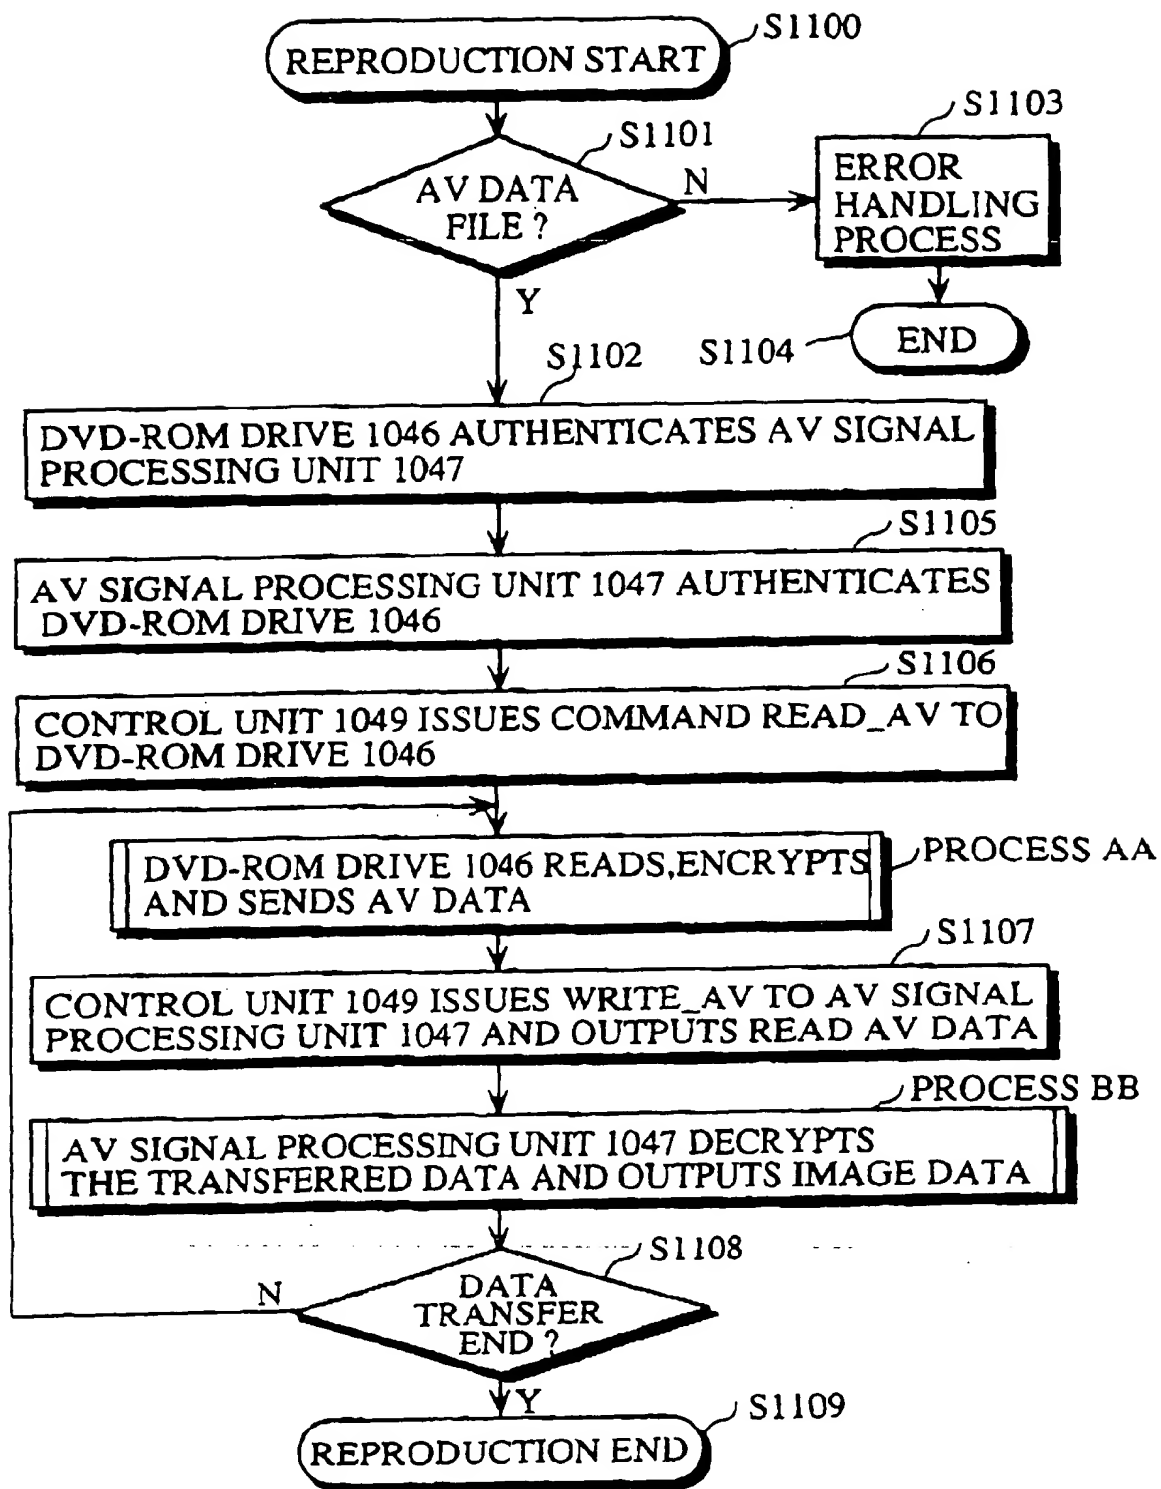 S1100
REPRODUCTION START
S1101
AV DATA
FILE ?
N
S1103
ERROR
HANDLING
PROCESS
Y
S1104
END
S1102
DVD-ROM DRIVE 1046 AUTHENTICATES AV SIGNAL
PROCESSING UNIT 1047
S1105
AV SIGNAL PROCESSING UNIT 1047 AUTHENTICATES
DVD-ROM DRIVE 1046
S1106
CONTROL UNIT 1049 ISSUES COMMAND READ_AV TO
DVD-ROM DRIVE 1046
PROCESS AA
DVD-ROM DRIVE 1046 READS,ENCRYPTS
AND SENDS AV DATA
S1107
CONTROL UNIT 1049 ISSUES WRITE_AV TO AV SIGNAL
PROCESSING UNIT 1047 AND OUTPUTS READ AV DATA
PROCESS BB
AV SIGNAL PROCESSING UNIT 1047 DECRYPTS
THE TRANSFERRED DATA AND OUTPUTS IMAGE DATA
S1108
N
DATA
TRANSFER
END ?
Y
S1109
REPRODUCTION END